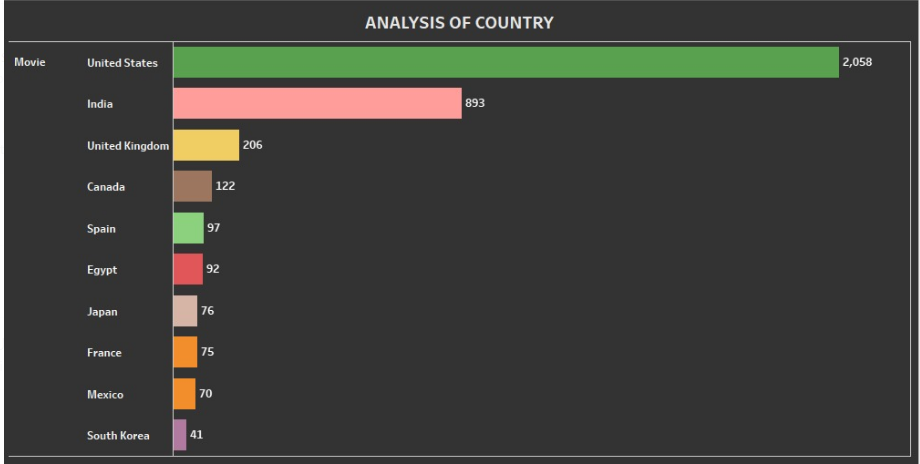 ANALYSIS OF COUNTRY
Movie United States 2,058
India 893
United Kingdom 206
Canada 122
Spain 97
Egypt 92
Japan 76
France 75
Mexico 70
South Korea 41